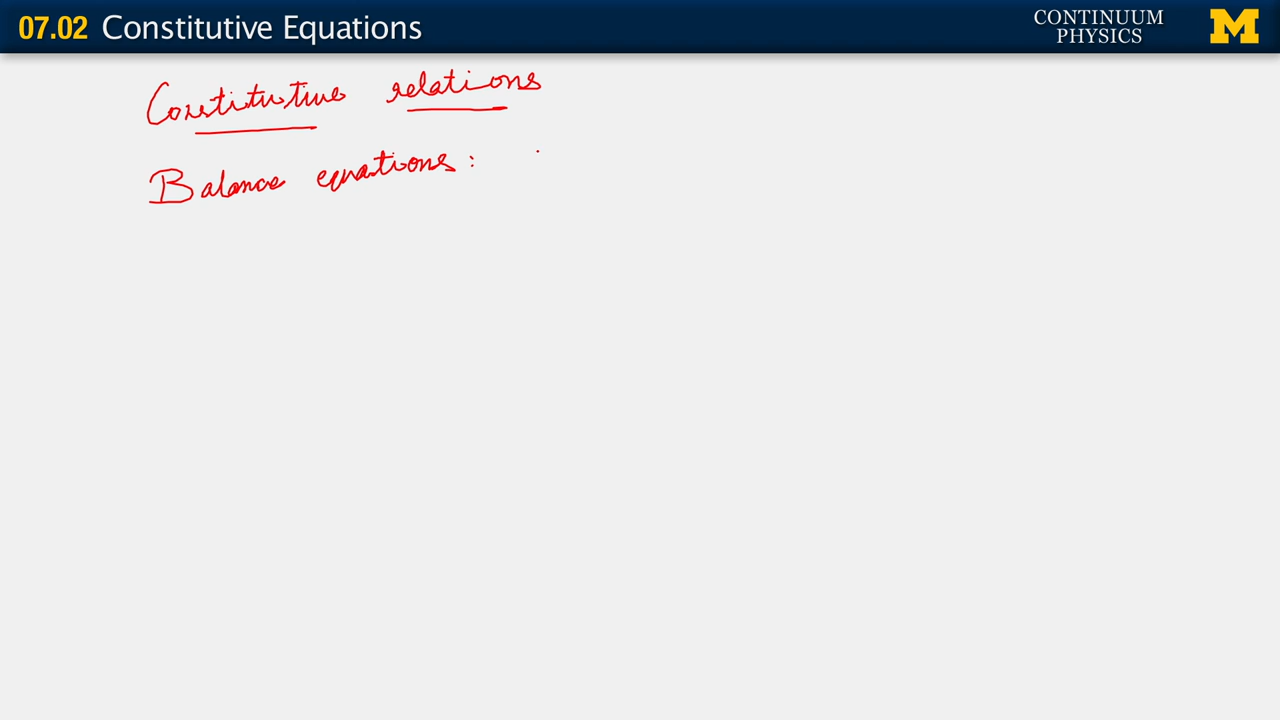 07.02 Constitutive Equations
CONTINUUM
PHYSICS
M
Constitutive relations
Balance equations: